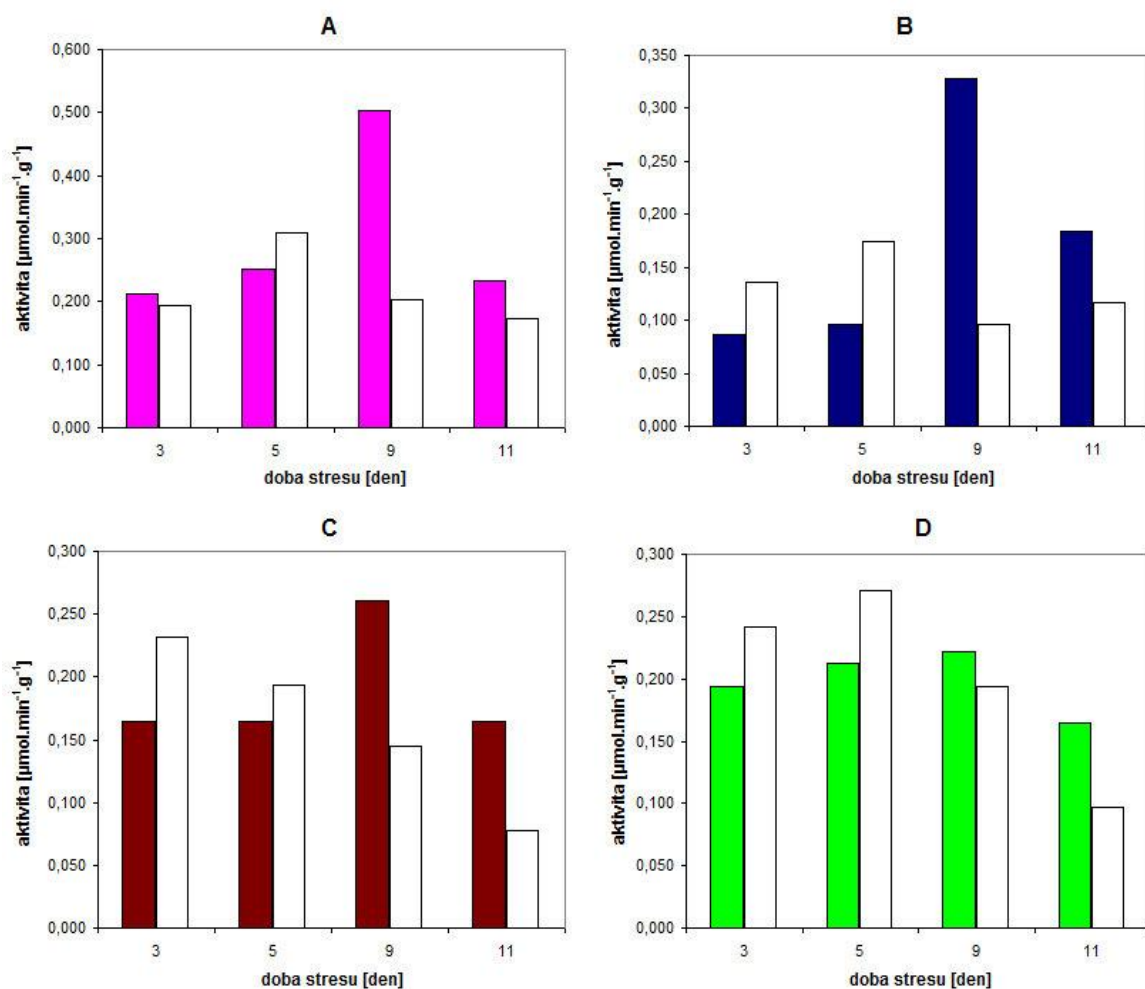 A
0,600
0,500
0,400
0,300
0,200
0,100
0,000
aktivita [µmol.min⁻¹.g⁻¹]
3 5 9 11
doba stresu [den]
B
0,350
0,300
0,250
0,200
0,150
0,100
0,050
0,000
aktivita [µmol.min⁻¹.g⁻¹]
3 5 9 11
doba stresu [den]
C
0,300
0,250
0,200
0,150
0,100
0,050
0,000
aktivita [µmol.min⁻¹.g⁻¹]
3 5 9 11
doba stresu [den]
D
0,300
0,250
0,200
0,150
0,100
0,050
0,000
aktivita [µmol.min⁻¹.g⁻¹]
3 5 9 11
doba stresu [den]